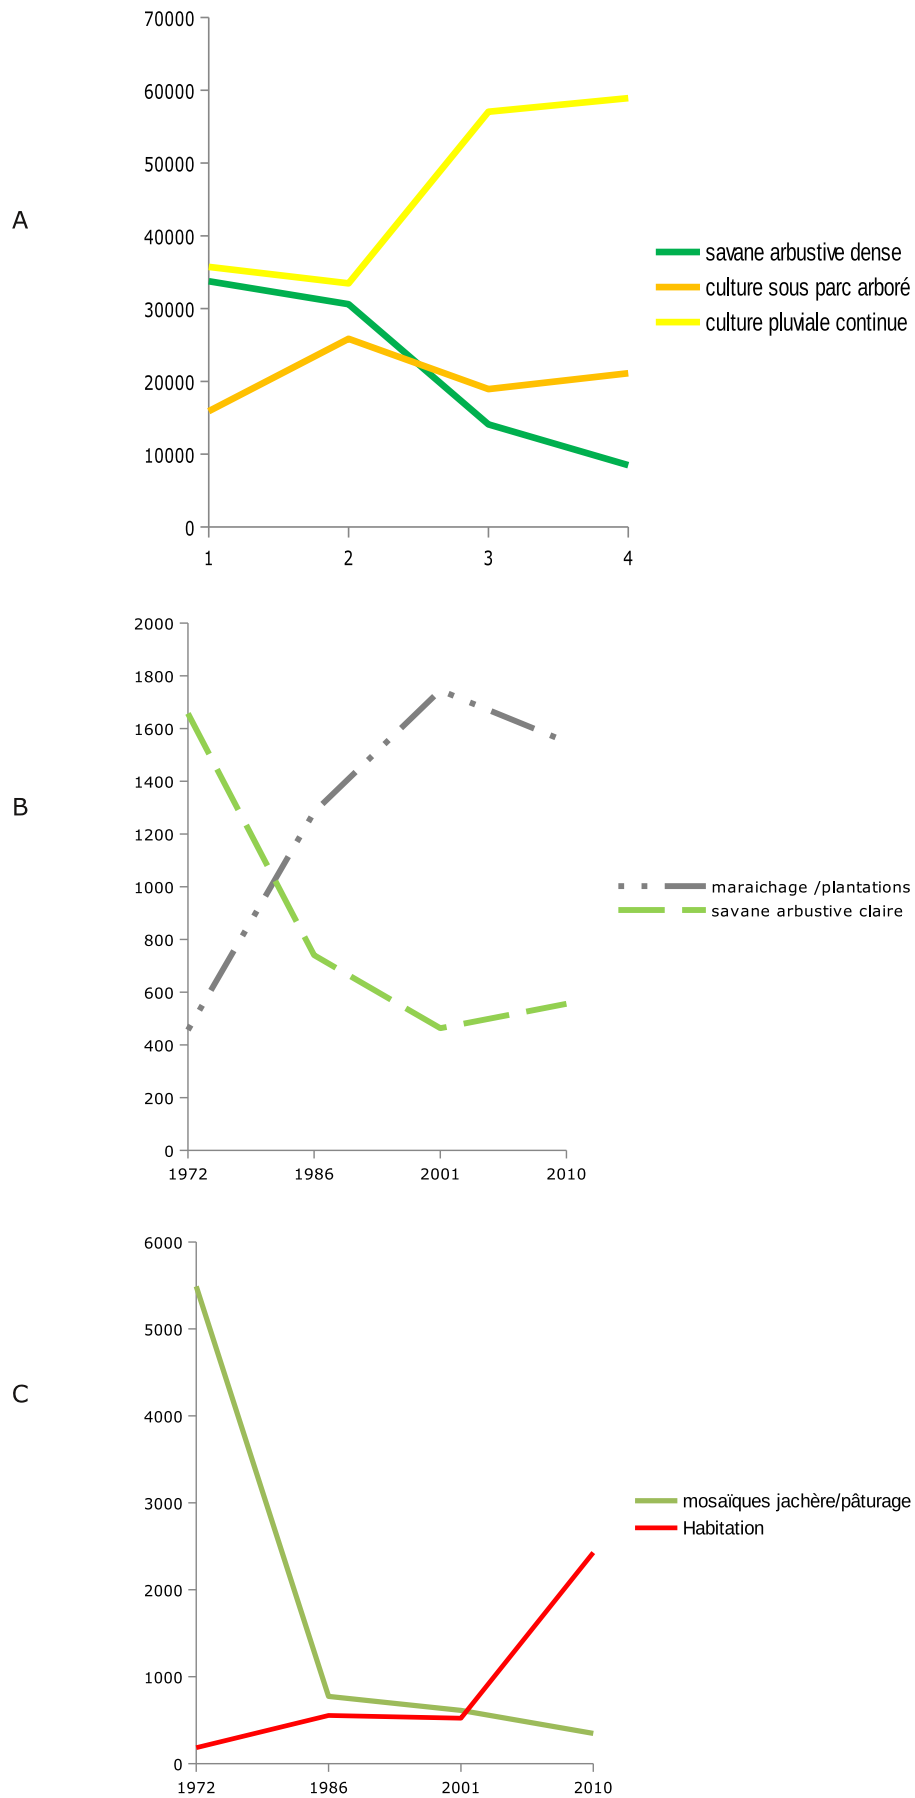 70000
60000
50000
40000
30000
20000
10000
0
1 2 3 4
A
savane arbustive dense
culture sous parc arboré
culture pluviale continue
2000
1800
1600
1400
1200
1000
800
600
400
200
0
1972 1986 2001 2010
B
maraichage /plantations
savane arbustive claire
6000
5000
4000
3000
2000
1000
0
1972 1986 2001 2010
C
mosaïques jachère/pâturage
Habitation